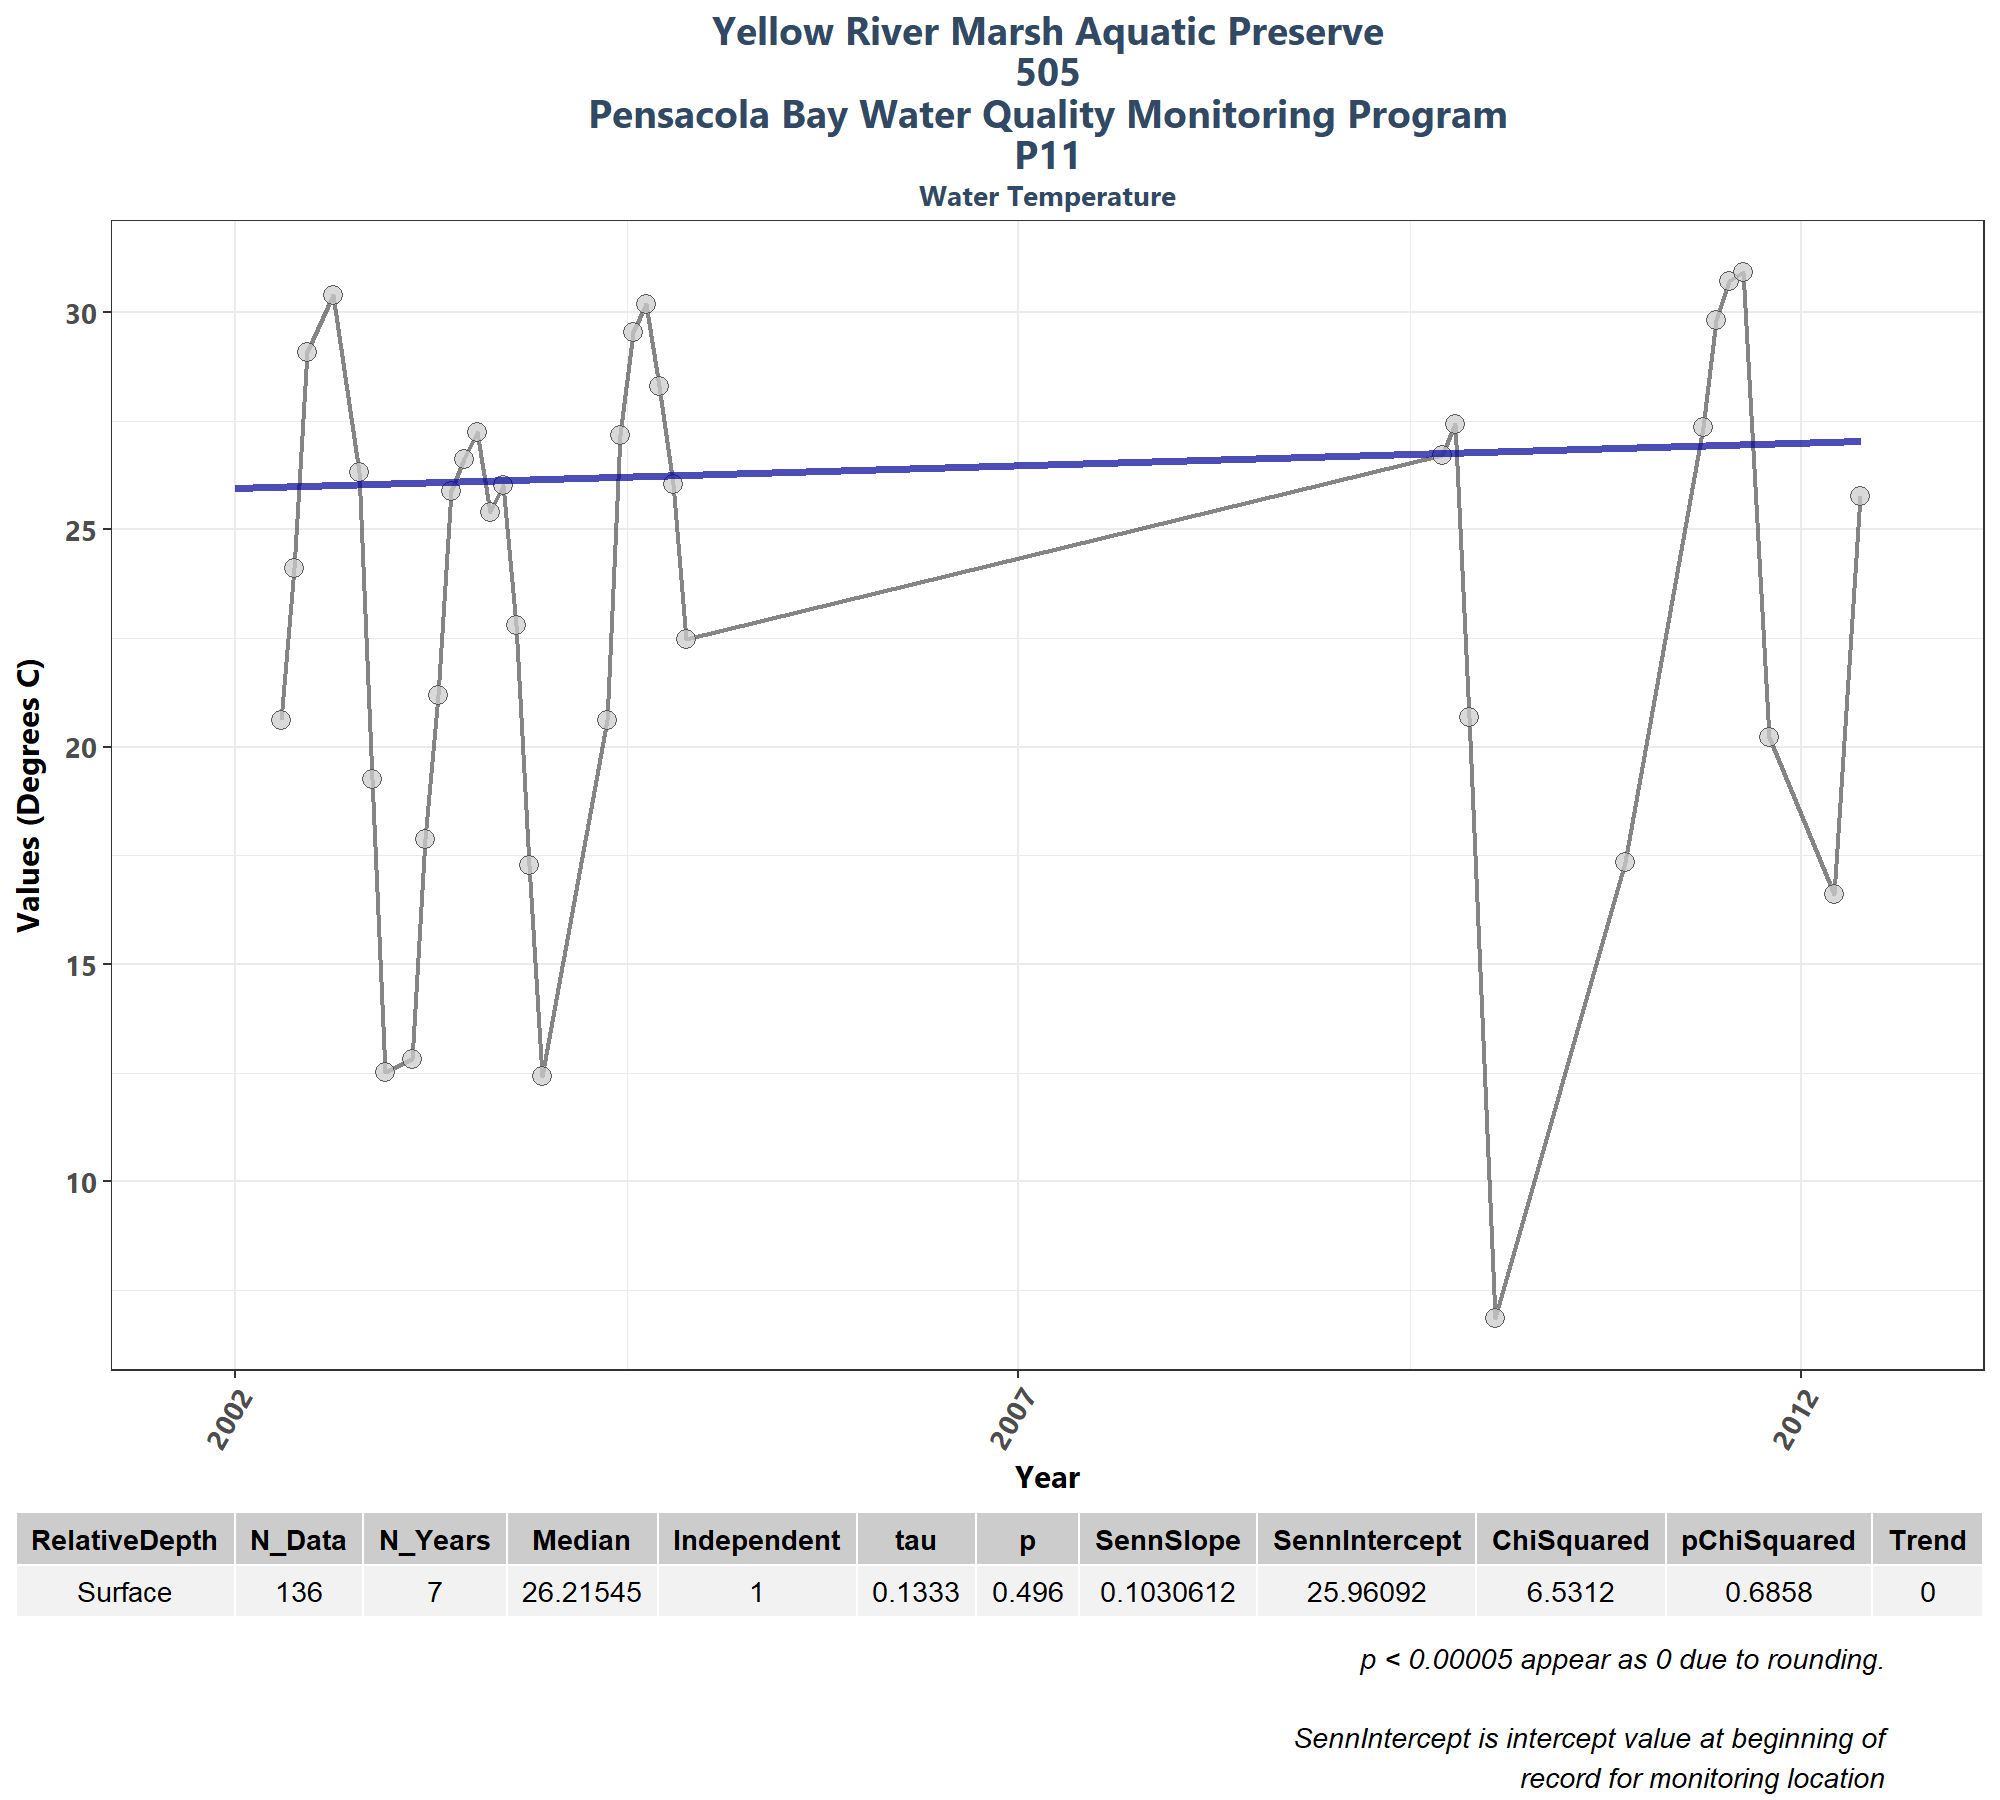 Yellow River Marsh Aquatic Preserve
505
Pensacola Bay Water Quality Monitoring Program
P11
Water Temperature
Values (Degrees C)
30
25
20
15
10
2002
2007
2012
Year
RelativeDepth N_Data N_Years Median Independent tau p SennSlope SennIntercept ChiSquared pChiSquared Trend
Surface 136 7 26.21545 1 0.1333 0.496 0.1030612 25.96092 6.5312 0.6858 0
p < 0.00005 appear as 0 due to rounding.
SennIntercept is intercept value at beginning of
record for monitoring location